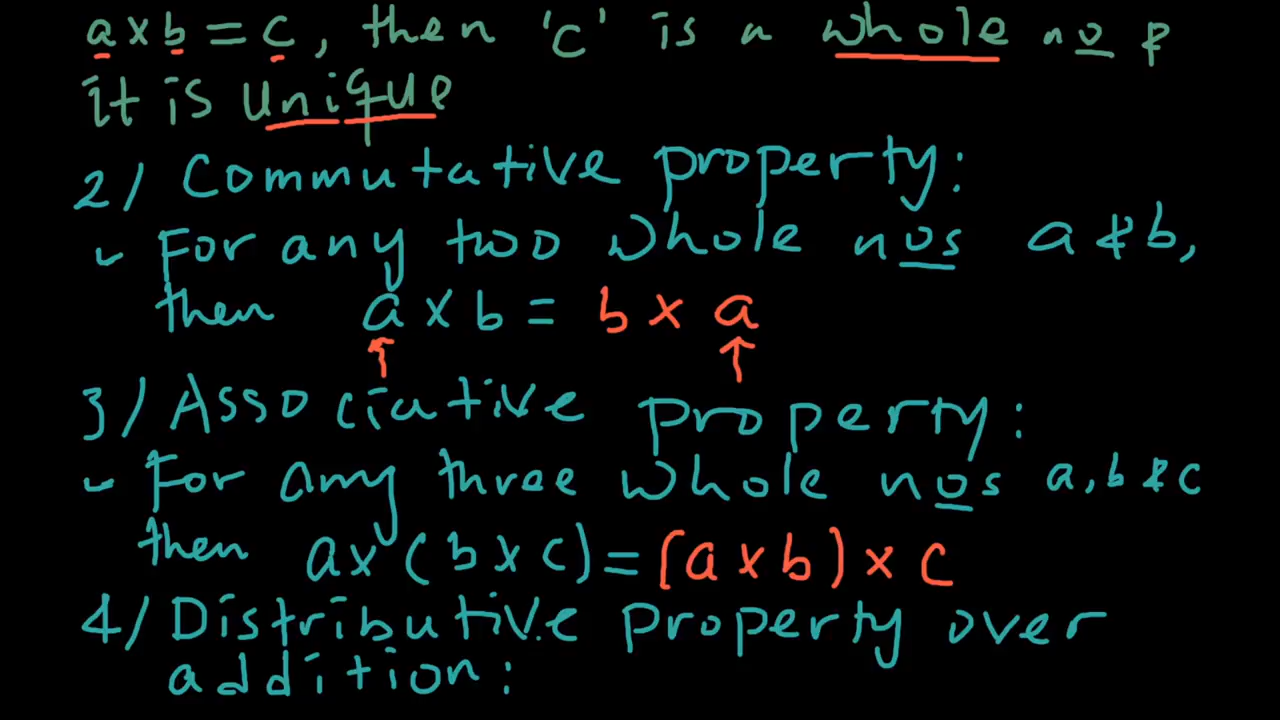 a x b = c, then 'c' is a whole no &
it is unique
2/ Commutative property:
- For any two whole nos a & b,
then a x b = b x a
3/ Associative property:
- For any three whole nos a, b & c
then a x (b x c) = (a x b) x c
4/ Distributive property over
addition: